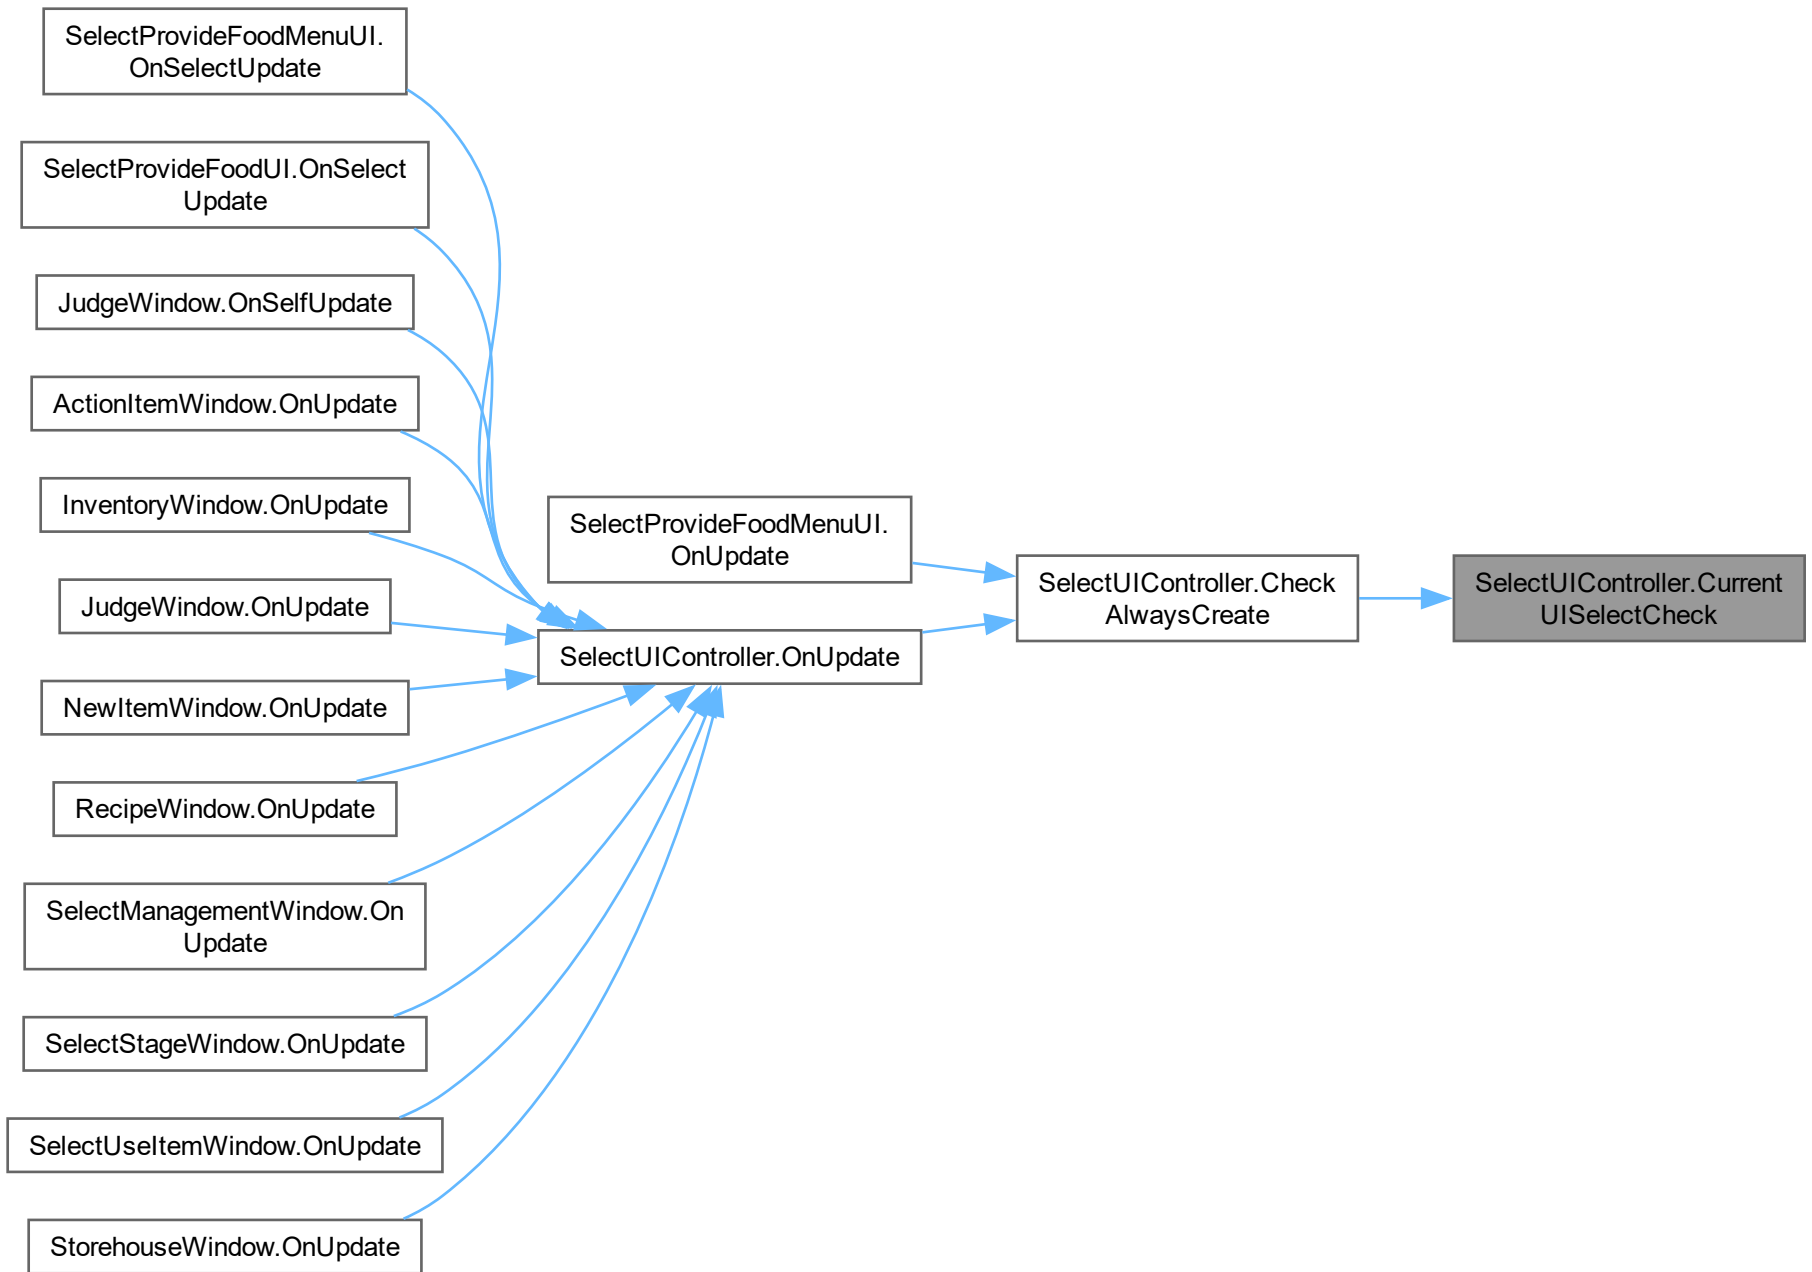 SelectProvideFoodMenuUI.
OnSelectUpdate
SelectProvideFoodUI.OnSelect
Update
JudgeWindow.OnSelfUpdate
ActionItemWindow.OnUpdate
InventoryWindow.OnUpdate
JudgeWindow.OnUpdate
NewItemWindow.OnUpdate
RecipeWindow.OnUpdate
SelectManagementWindow.On
Update
SelectStageWindow.OnUpdate
SelectUseItemWindow.OnUpdate
StorehouseWindow.OnUpdate
SelectProvideFoodMenuUI.
OnUpdate
SelectUIController.OnUpdate
SelectUIController.Check
AlwaysCreate
SelectUIController.Current
UISelectCheck